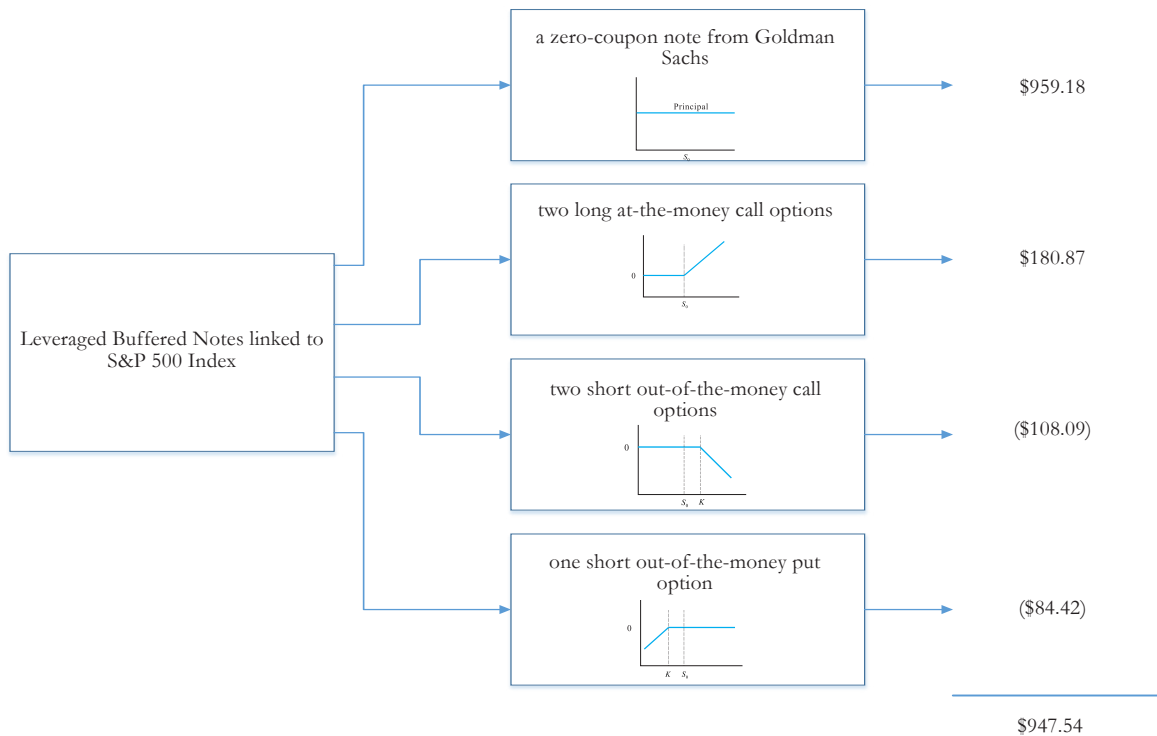 a zero-coupon note from Goldman
Sachs
Principal
S₀
$959.18
two long at-the-money call options
0
S₀
$180.87
Leveraged Buffered Notes linked to
S&P 500 Index
two short out-of-the-money call
options
0
S₀ K
($108.09)
one short out-of-the-money put
option
0
K S₀
($84.42)
$947.54